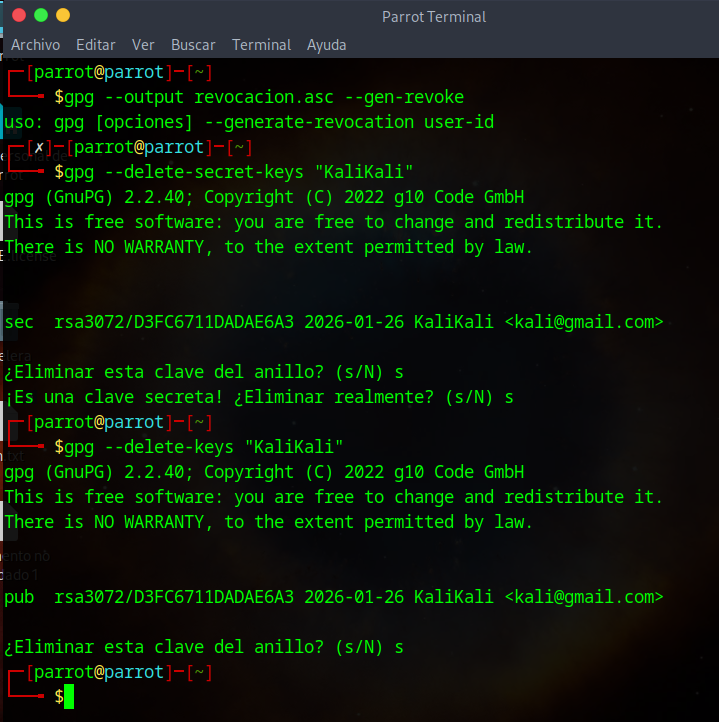 Parrot Terminal
Archivo Editar Ver Buscar Terminal Ayuda
┌─[parrot@parrot]─[~]
└──╼ $gpg --output revocacion.asc --gen-revoke
uso: gpg [opciones] --generate-revocation user-id
┌─[✗]─[parrot@parrot]─[~]
└──╼ $gpg --delete-secret-keys "KaliKali"
gpg (GnuPG) 2.2.40; Copyright (C) 2022 g10 Code GmbH
This is free software: you are free to change and redistribute it.
There is NO WARRANTY, to the extent permitted by law.
sec rsa3072/D3FC6711DADAE6A3 2026-01-26 KaliKali <kali@gmail.com>
¿Eliminar esta clave del anillo? (s/N) s
¡Es una clave secreta! ¿Eliminar realmente? (s/N) s
┌─[parrot@parrot]─[~]
└──╼ $gpg --delete-keys "KaliKali"
gpg (GnuPG) 2.2.40; Copyright (C) 2022 g10 Code GmbH
This is free software: you are free to change and redistribute it.
There is NO WARRANTY, to the extent permitted by law.
pub rsa3072/D3FC6711DADAE6A3 2026-01-26 KaliKali <kali@gmail.com>
¿Eliminar esta clave del anillo? (s/N) s
┌─[parrot@parrot]─[~]
└──╼ $